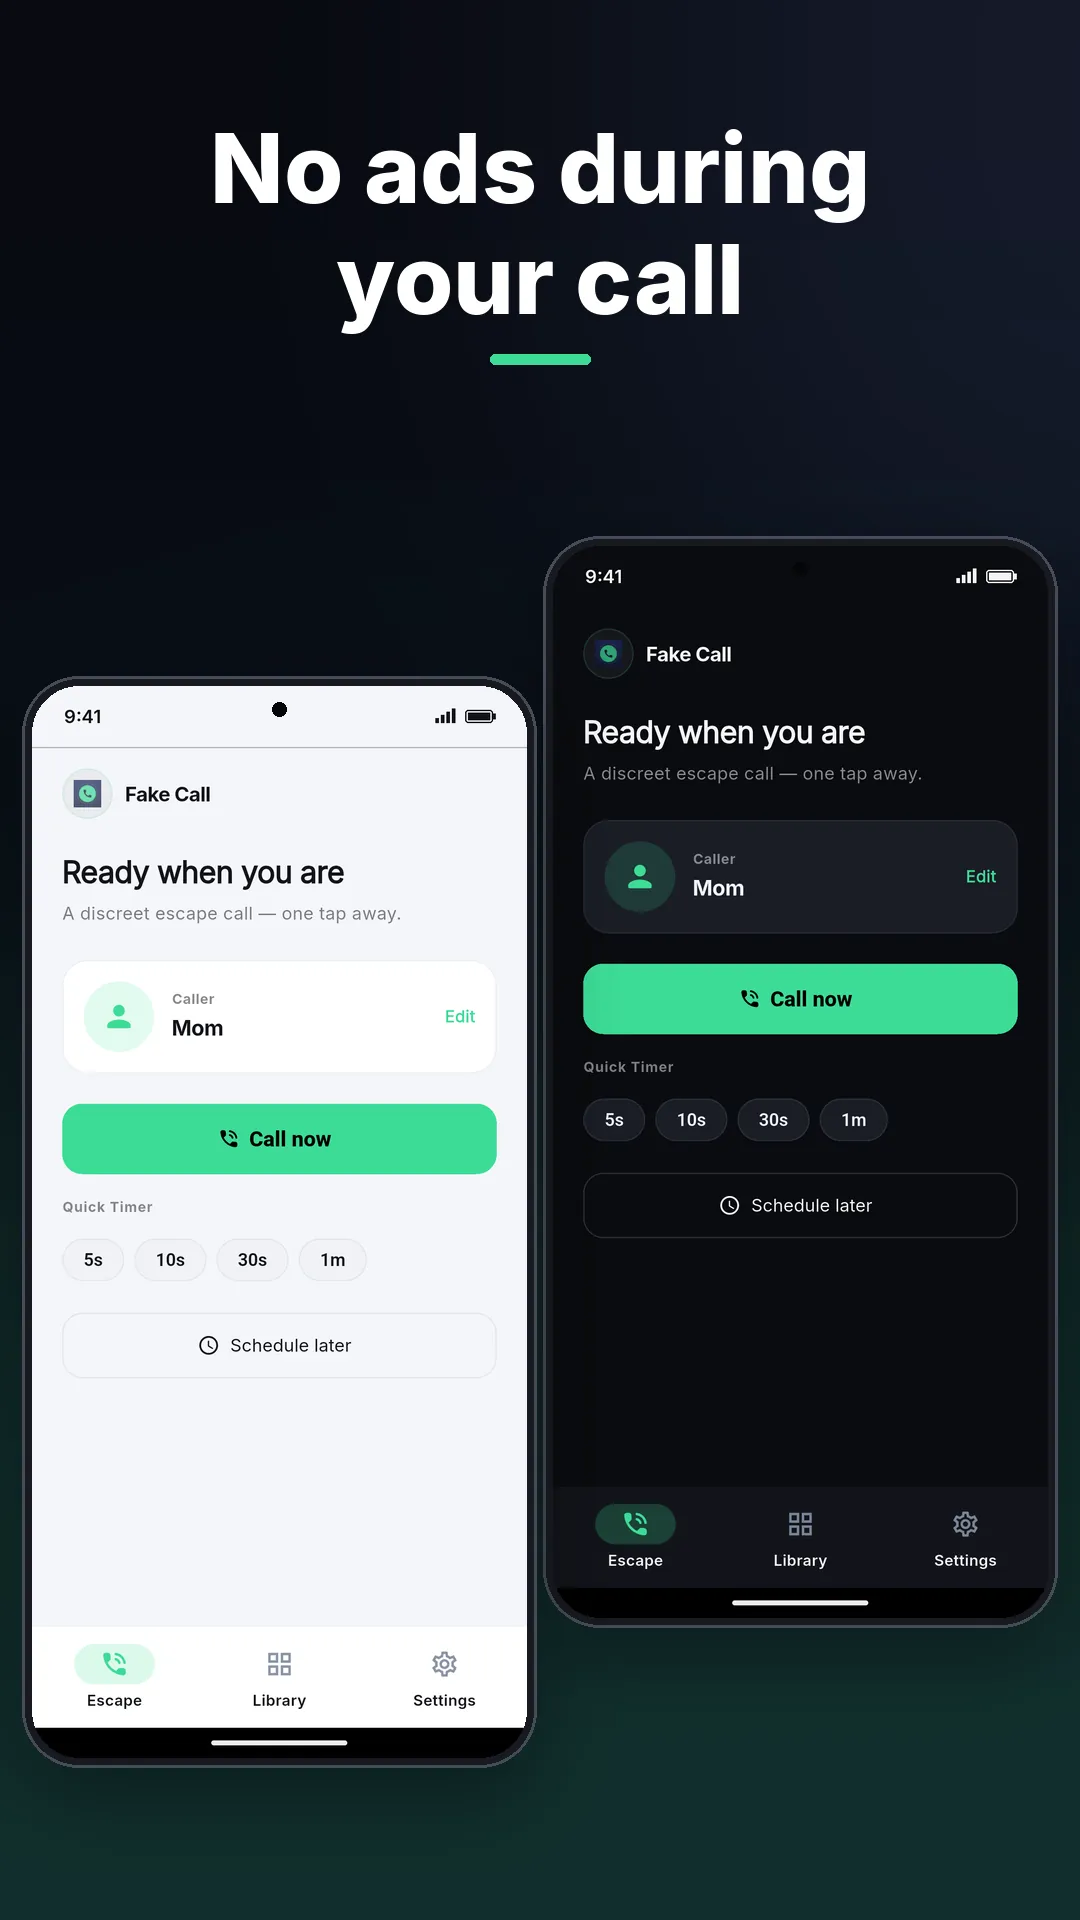 No ads during
your call
9:41
Fake Call
Ready when you are
A discreet escape call — one tap away.
Caller
Mom
Edit
Call now
Quick Timer
5s 10s 30s 1m
Schedule later
Escape Library Settings
9:41
Fake Call
Ready when you are
A discreet escape call — one tap away.
Caller
Mom
Edit
Call now
Quick Timer
5s 10s 30s 1m
Schedule later
Escape Library Settings